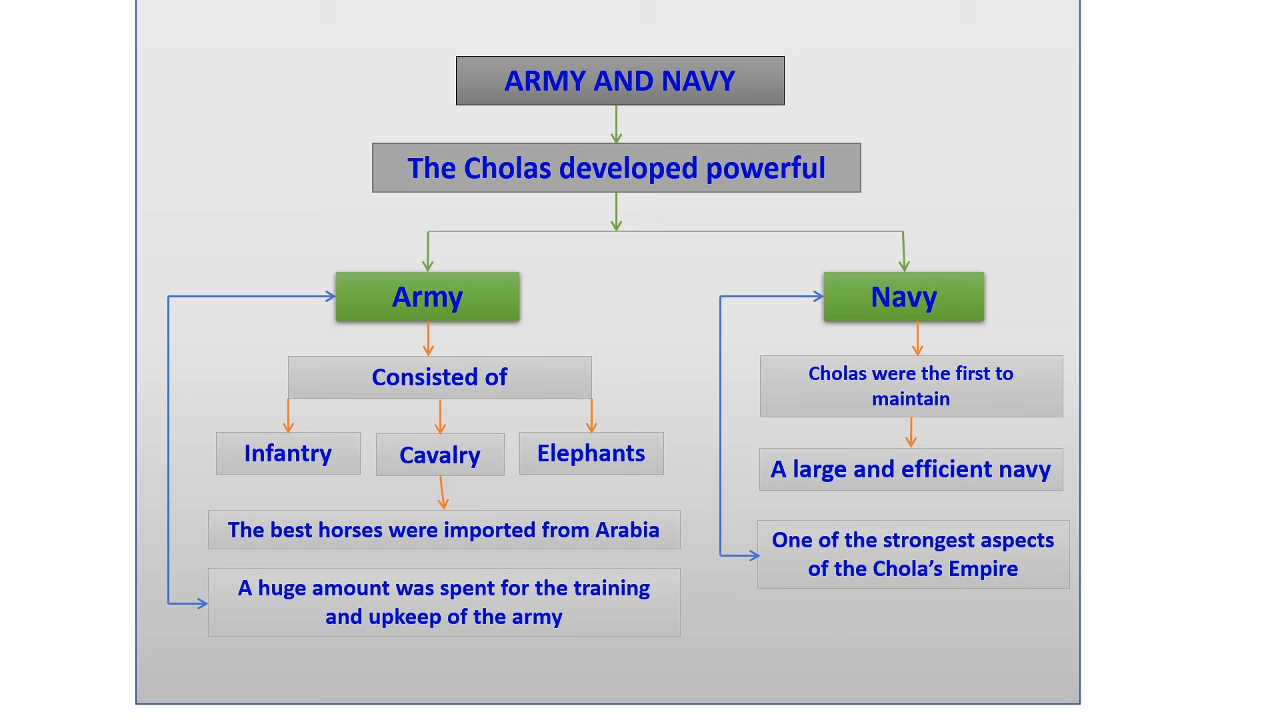 ARMY AND NAVY
The Cholas developed powerful
Army
Consisted of
Infantry
Cavalry
Elephants
The best horses were imported from Arabia
A huge amount was spent for the training
and upkeep of the army
Navy
Cholas were the first to
maintain
A large and efficient navy
One of the strongest aspects
of the Chola's Empire